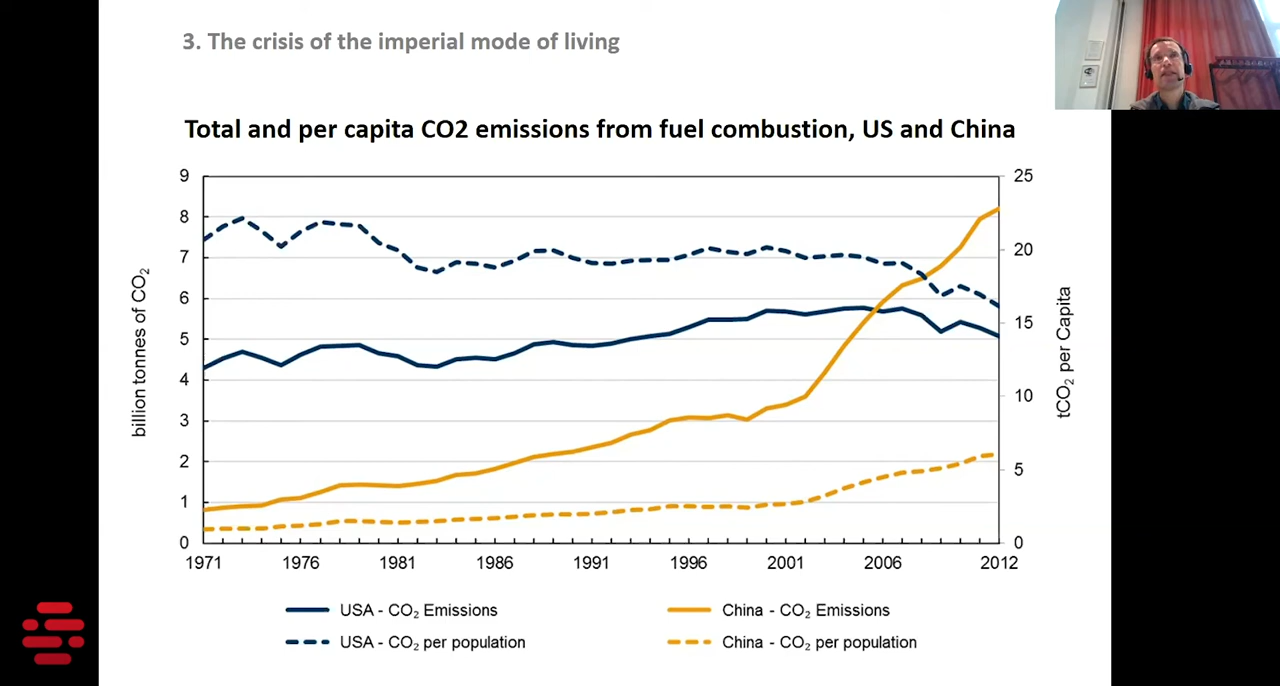 3. The crisis of the imperial mode of living
Total and per capita CO2 emissions from fuel combustion, US and China
9
8
7
6
5
4
3
2
1
0
billion tonnes of CO₂
25
20
15
10
5
0
tCO₂ per Capita
1971 1976 1981 1986 1991 1996 2001 2006 2012
USA - CO₂ Emissions
China - CO₂ Emissions
USA - CO₂ per population
China - CO₂ per population